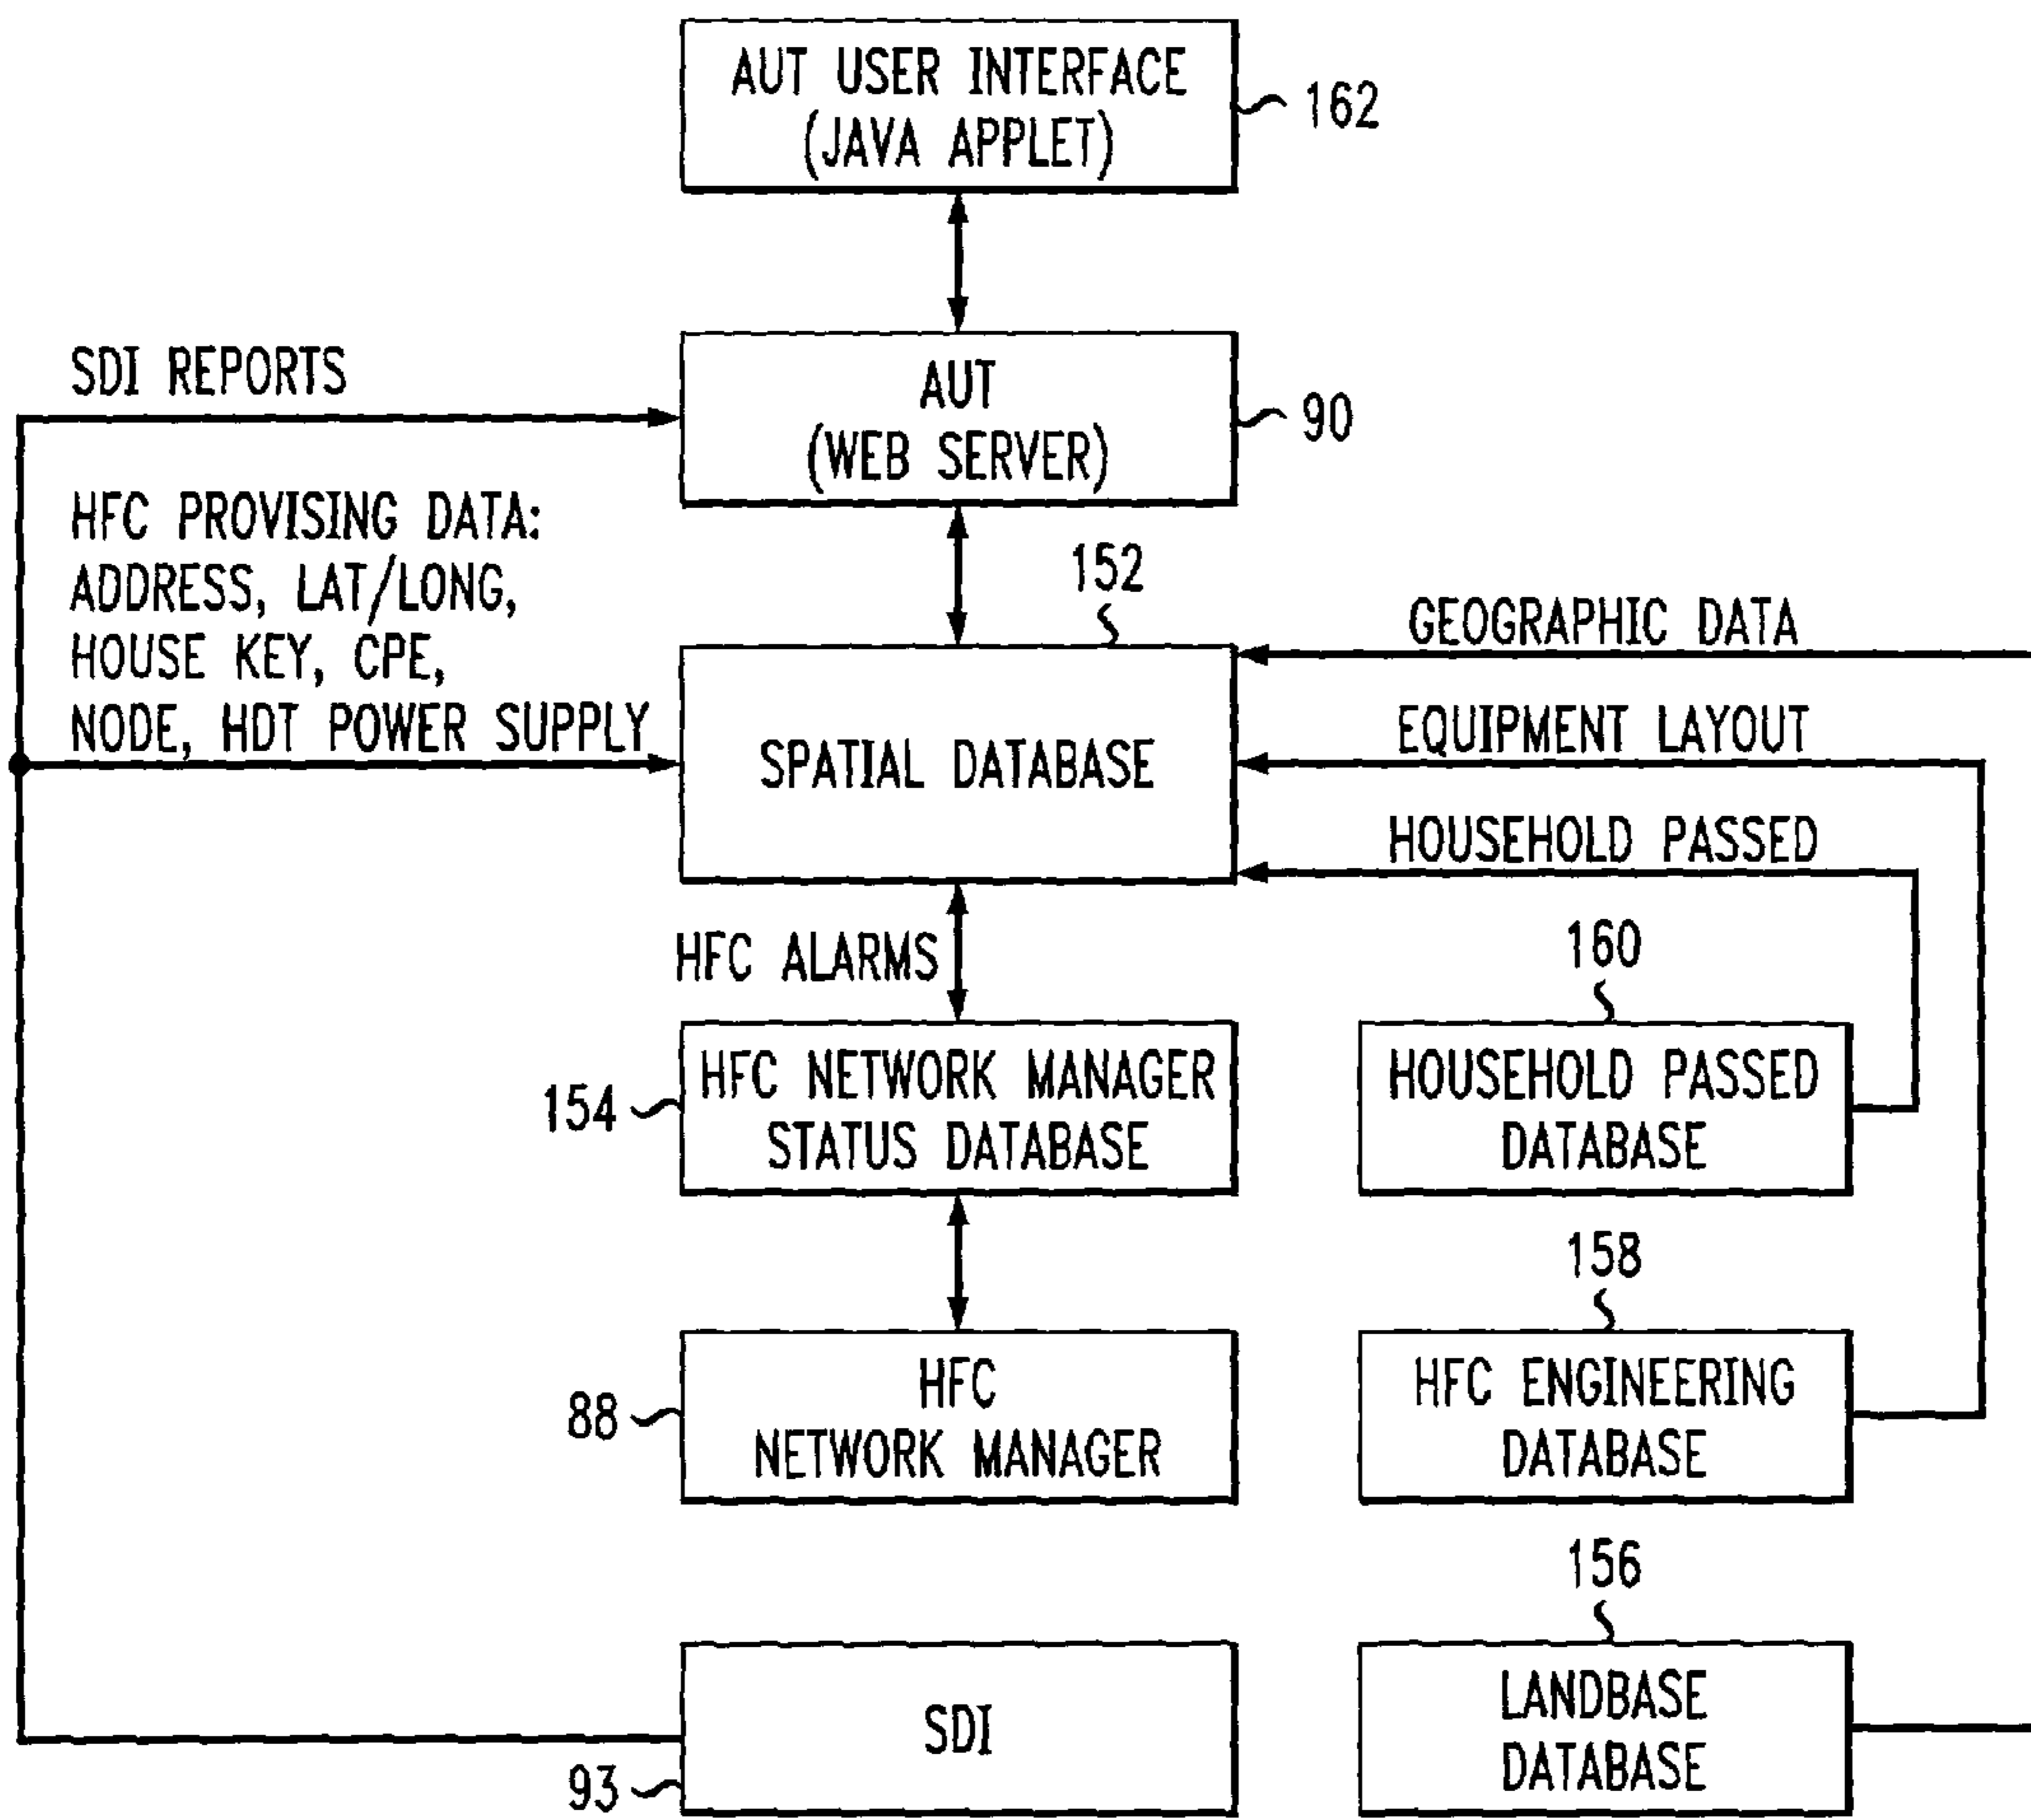 AUT USER INTERFACE
(JAVA APPLET)
162
SDI REPORTS
AUT
(WEB SERVER)
90
HFC PROVISING DATA:
ADDRESS, LAT/LONG,
HOUSE KEY, CPE,
NODE, HDT POWER SUPPLY
152
SPATIAL DATABASE
GEOGRAPHIC DATA
EQUIPMENT LAYOUT
HOUSEHOLD PASSED
HFC ALARMS
154
HFC NETWORK MANAGER
STATUS DATABASE
160
HOUSEHOLD PASSED
DATABASE
88
HFC
NETWORK MANAGER
158
HFC ENGINEERING
DATABASE
93
SDI
156
LANDBASE
DATABASE